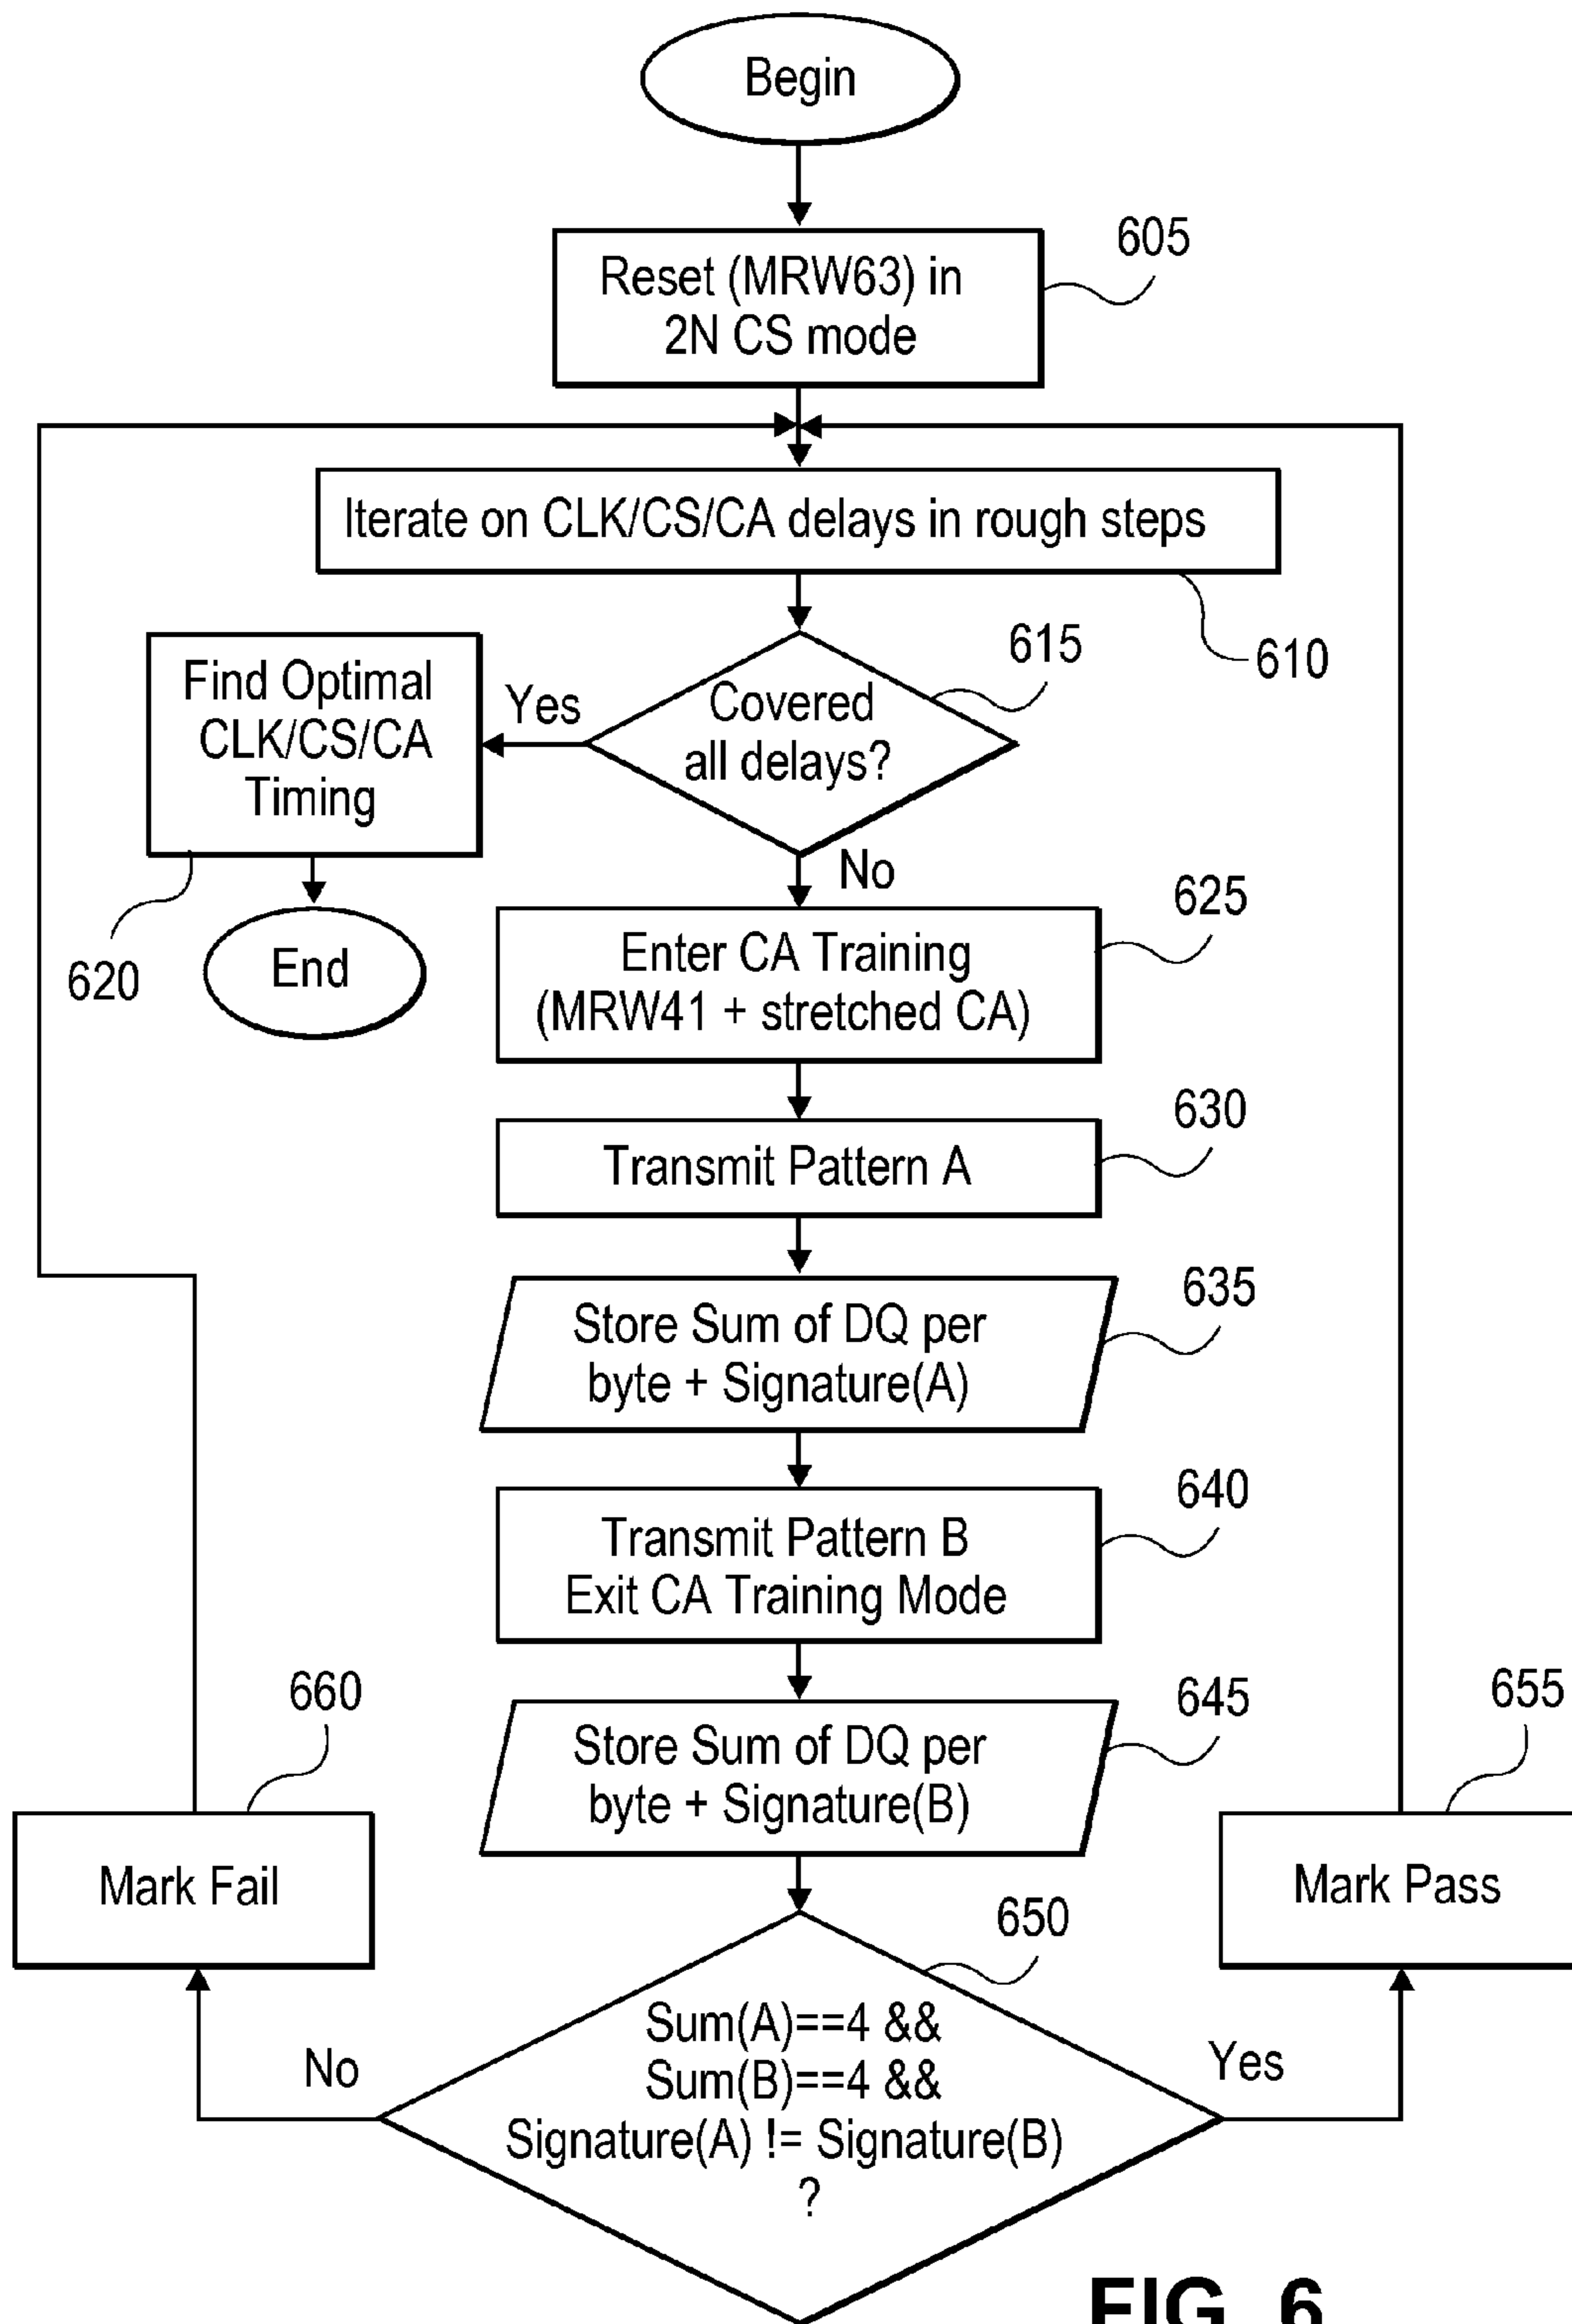 Begin
605
Reset (MRW63) in
2N CS mode
Iterate on CLK/CS/CA delays in rough steps
610
615
Covered
all delays?
Yes
Find Optimal
CLK/CS/CA
Timing
620
End
No
625
Enter CA Training
(MRW41 + stretched CA)
630
Transmit Pattern A
635
Store Sum of DQ per
byte + Signature(A)
640
Transmit Pattern B
Exit CA Training Mode
645
Store Sum of DQ per
byte + Signature(B)
660
Mark Fail
655
Mark Pass
650
Sum(A)==4 &&
Sum(B)==4 &&
Signature(A) != Signature(B)
?
No
Yes
FIG. 6